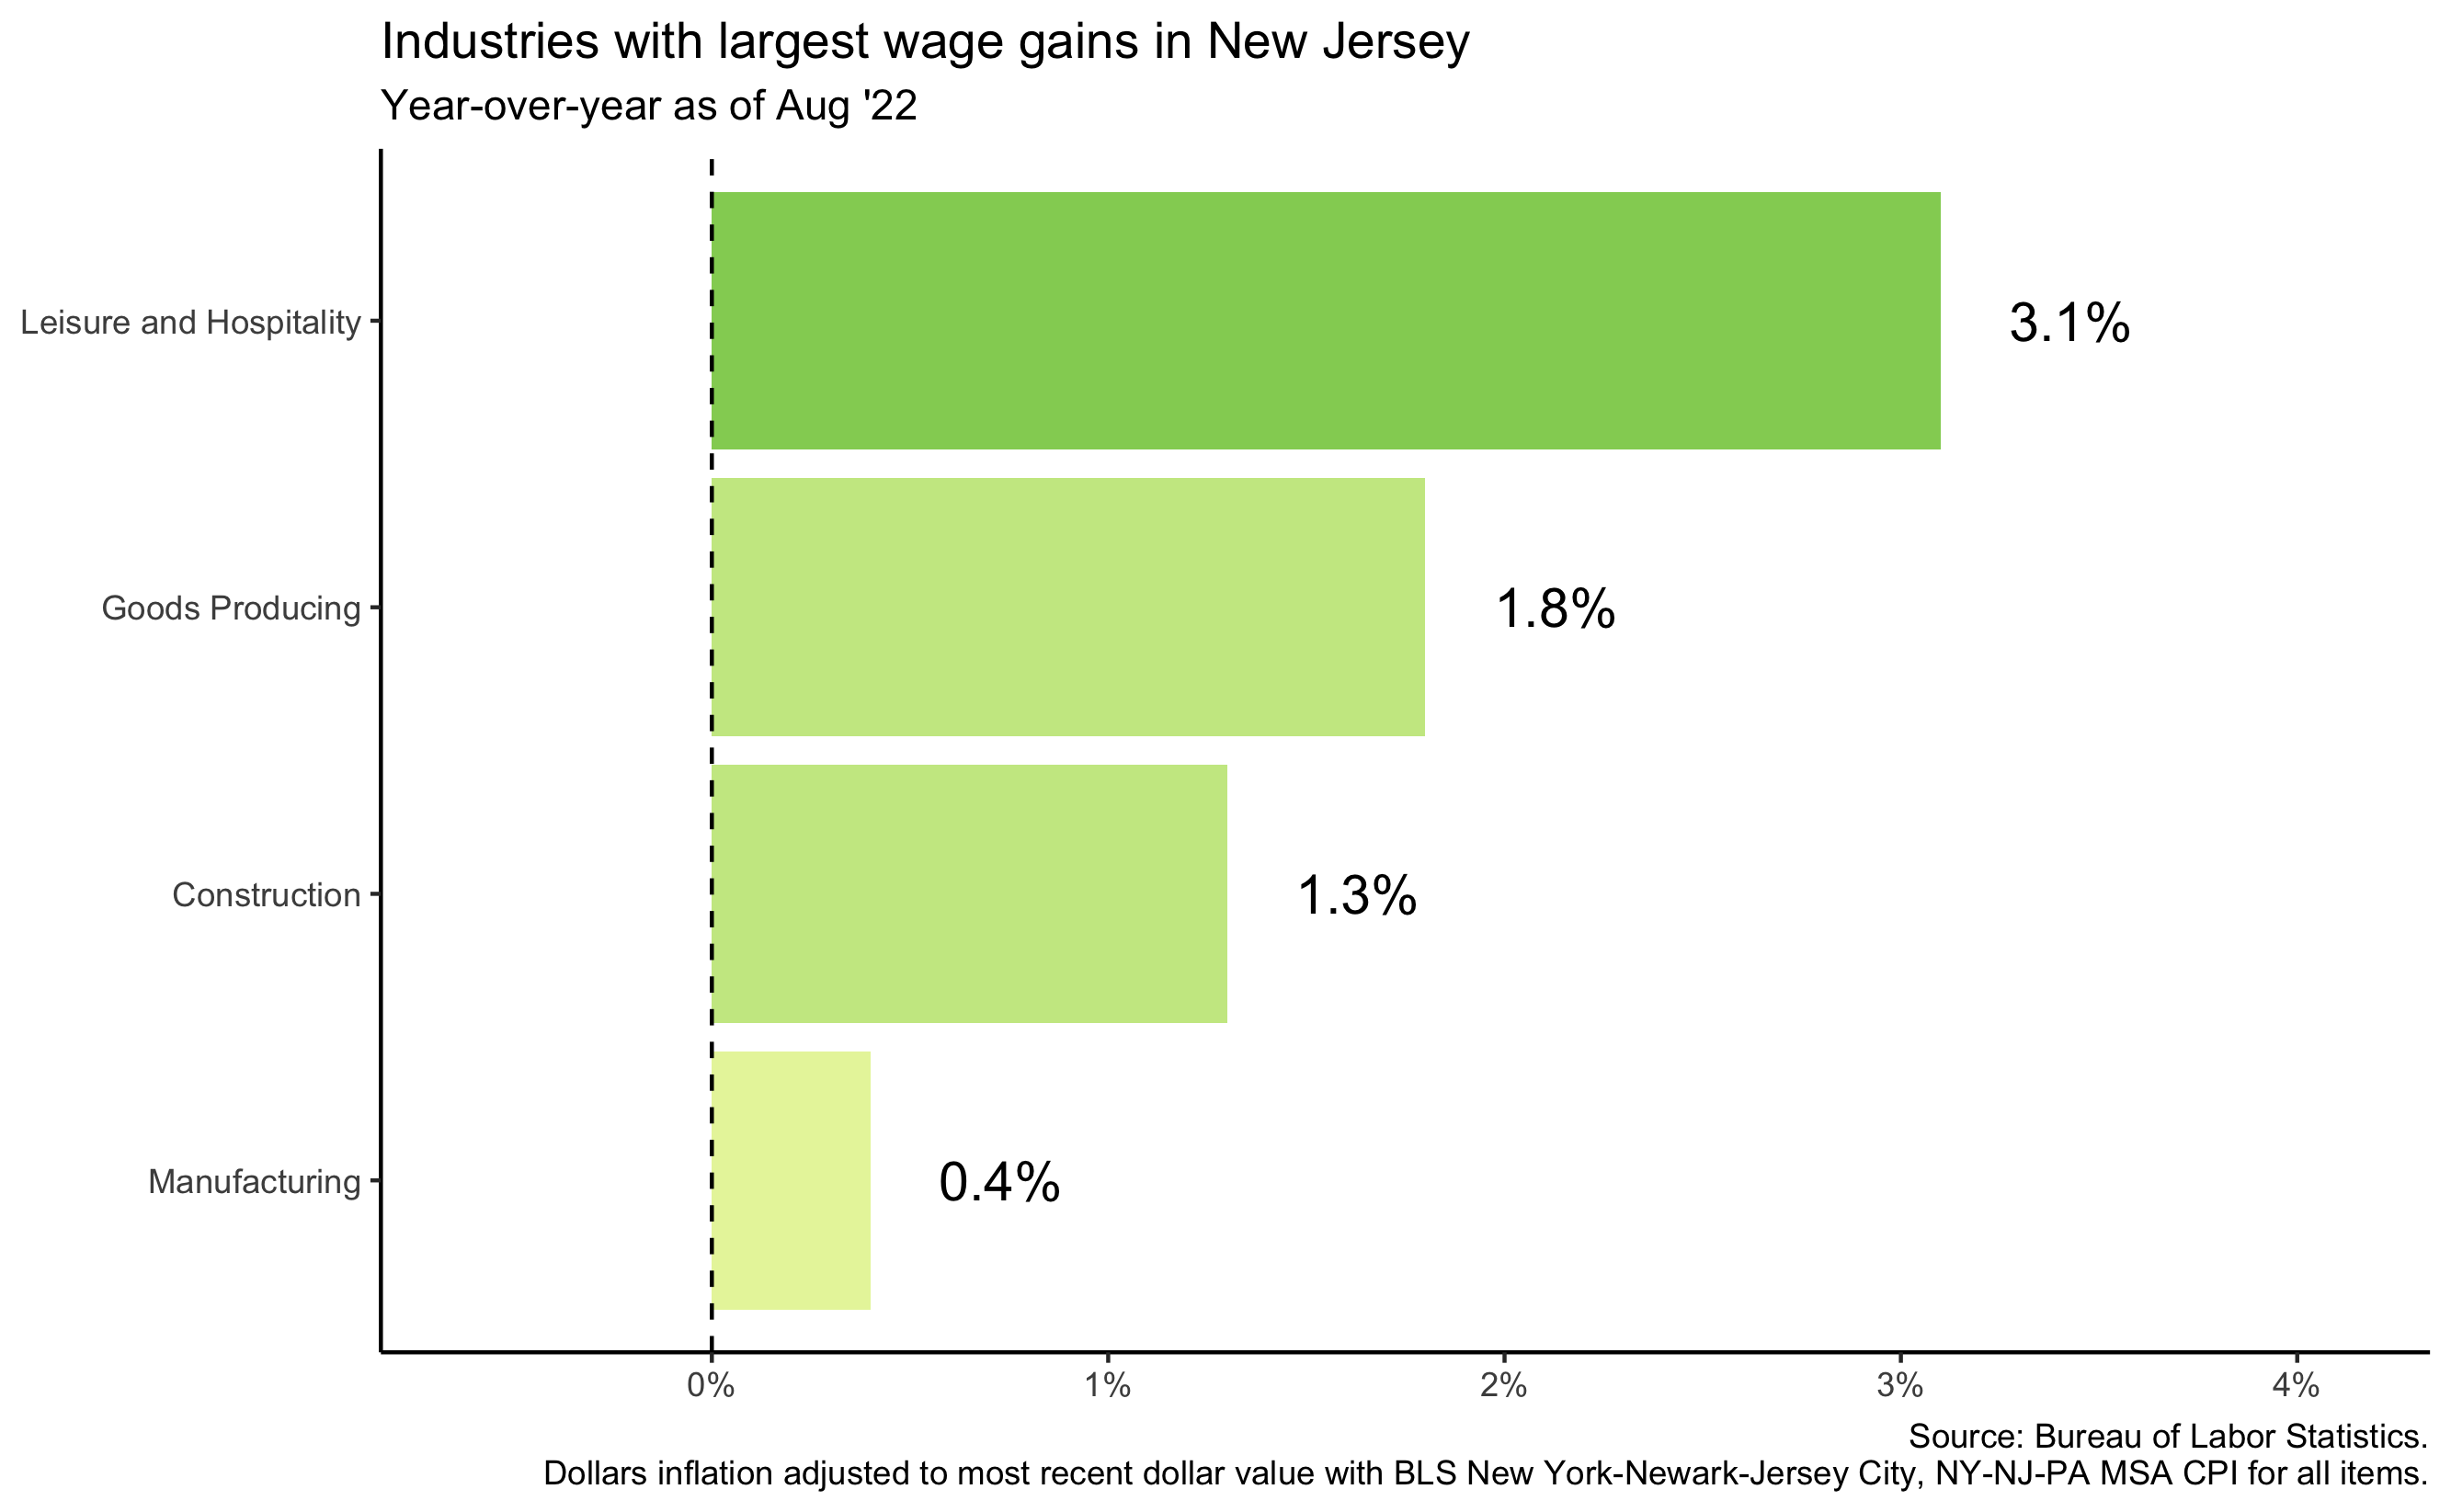 Industries with largest wage gains in New Jersey
Year-over-year as of Aug '22
Leisure and Hospitality
3.1%
Goods Producing
1.8%
Construction
1.3%
Manufacturing
0.4%
0% 1% 2% 3% 4%
Source: Bureau of Labor Statistics.
Dollars inflation adjusted to most recent dollar value with BLS New York-Newark-Jersey City, NY-NJ-PA MSA CPI for all items.